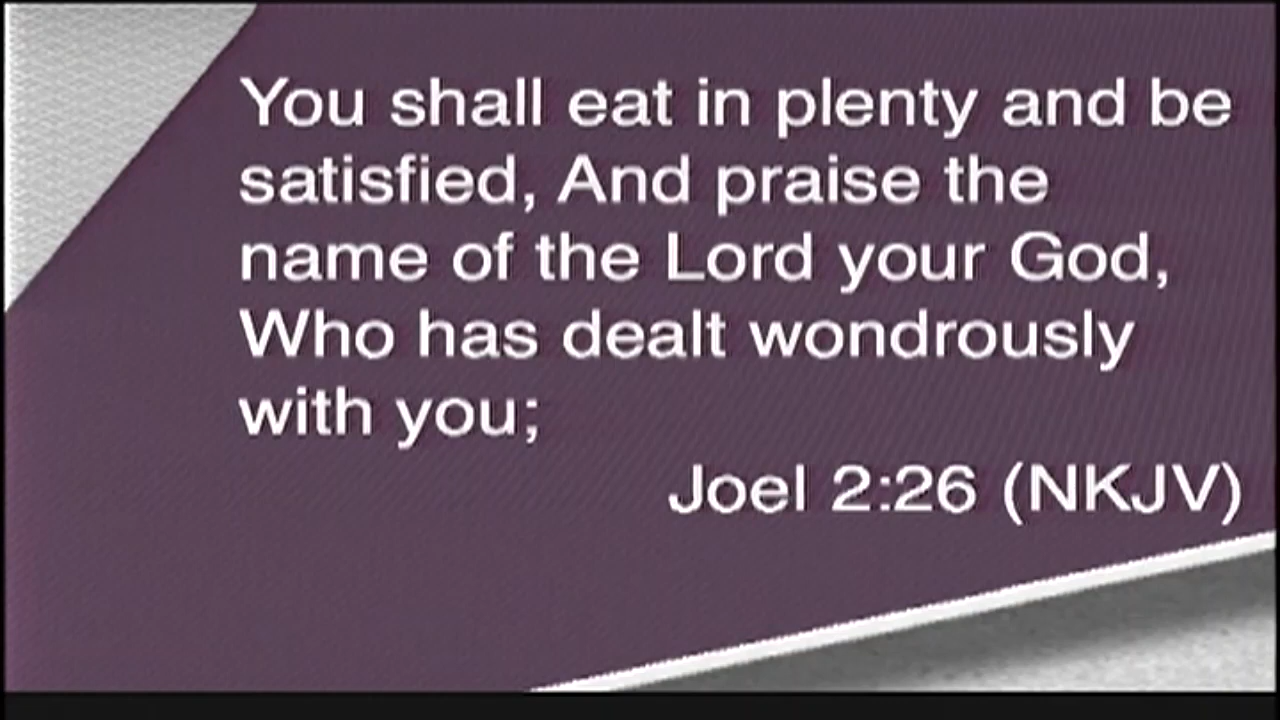 You shall eat in plenty and be
satisfied, And praise the
name of the Lord your God,
Who has dealt wondrously
with you;
Joel 2:26 (NKJV)